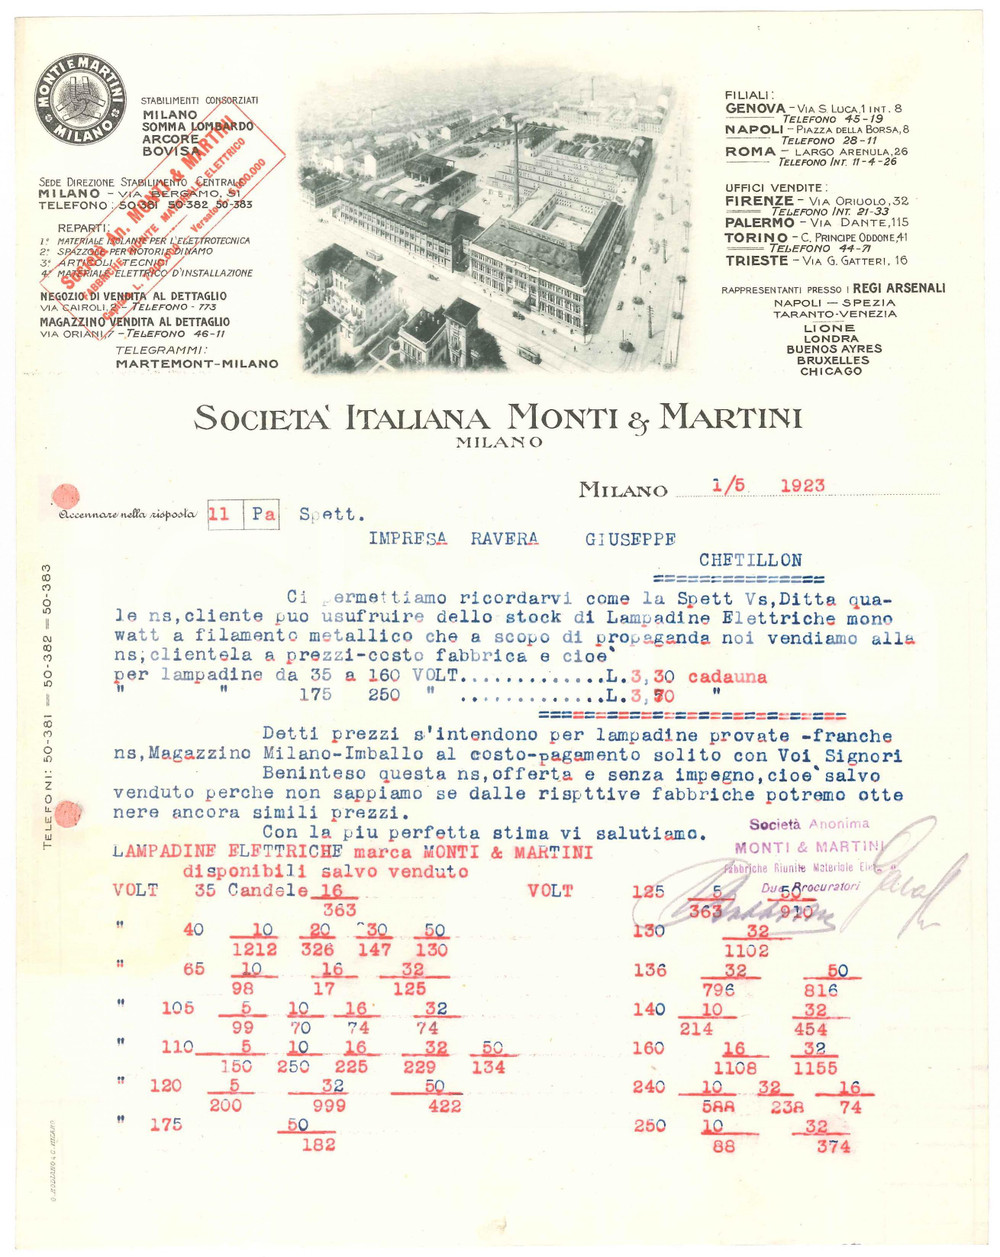 MONTI E MARTINI
MILANO
STABILIMENTI CONSORZIATI
MILANO
SOMMA LOMBARDO
ARCORE
BOVISA
SEDE DIREZIONE STABILIMENTO CENTRALE
MILANO - VIA BERGAMO, 51
TELEFONO: 50-381 50-382 50-383
REPARTI:
1° MATERIALE ISOLANTE PER L'ELETTROTECNICA
2° SPAZZOLE PER MOTORI E DINAMO
3° ARTICOLI TECNICI
4° MATERIALE ELETTRICO D'INSTALLAZIONE
NEGOZIO DI VENDITA AL DETTAGLIO
VIA CAIROLI, 2 - TELEFONO - 773
MAGAZZINO VENDITA AL DETTAGLIO
VIA ORIANI, 7 - TELEFONO 46-11
TELEGRAMMI:
MARTEMONT-MILANO
Società An. MONTI & MARTINI
FABBRICHE RIUNITE MATERIALE ELETTRICO
FILIALI:
GENOVA - VIA S. LUCA, 1 INT. 8
TELEFONO 45-19
NAPOLI - PIAZZA DELLA BORSA, 8
TELEFONO 28-11
ROMA - LARGO ARENULA, 26
TELEFONO INT. 11-4-26
UFFICI VENDITE:
FIRENZE - VIA ORIUOLO, 32
TELEFONO INT. 21-33
PALERMO - VIA DANTE, 115
TORINO - C. PRINCIPE ODDONE, 41
TELEFONO 44-71
TRIESTE - VIA G. GATTERI, 16
RAPPRESENTANTI PRESSO I REGI ARSENALI
NAPOLI - SPEZIA
TARANTO-VENEZIA
LIONE
LONDRA
BUENOS AYRES
BRUXELLES
CHICAGO
SOCIETA' ITALIANA MONTI & MARTINI
MILANO
MILANO 1/5 1923
Accennare nella risposta 11 Pa Spett.
IMPRESA RAVERA GIUSEPPE
CHETILLON
================
Ci permettiamo ricordarvi come la Spett Vs,Ditta qua-
le ns,cliente puo usufruire dello stock di Lampadine Elettriche mono
watt a filamento metallico che a scopo di propaganda noi vendiamo alla
ns;clientela a prezzi-costo fabbrica e cioe'
per lampadine da 35 a 160 VOLT.............L.3,30 cadauna
" " 175 250 " .............L.3,70 "
============================
Detti prezzi s'intendono per lampadine provate -franche
ns,Magazzino Milano-Imballo al costo-pagamento solito con Voi Signori
Beninteso questa ns,offerta e senza impegno,cioe' salvo
venduto perche non sappiamo se dalle rispttive fabbriche potremo otte
nere ancora simili prezzi.
Con la piu perfetta stima vi salutiamo.
Società Anonima
MONTI & MARTINI
Fabbriche Riunite Materiale
Due Procuratori
LAMPADINE ELETTRICHE marca MONTI & MARTINI
disponibili salvo venduto
VOLT 35 Candele 16
363
" 40 10 20 30 50
1212 326 147 130
" 65 10 16 32
98 17 125
" 105 5 10 16 32
99 70 74 74
" 110 5 10 16 32 50
150 250 225 229 134
" 120 5 32 50
200 999 422
" 175 50
182
VOLT 125 5 50
363 910
130 32
1102
136 32 50
796 816
140 10 32
214 454
160 16 32
1108 1155
240 10 32 16
588 238 74
250 10 32
88 374
TELEFONI: 50-381 = 50-382 = 50-383